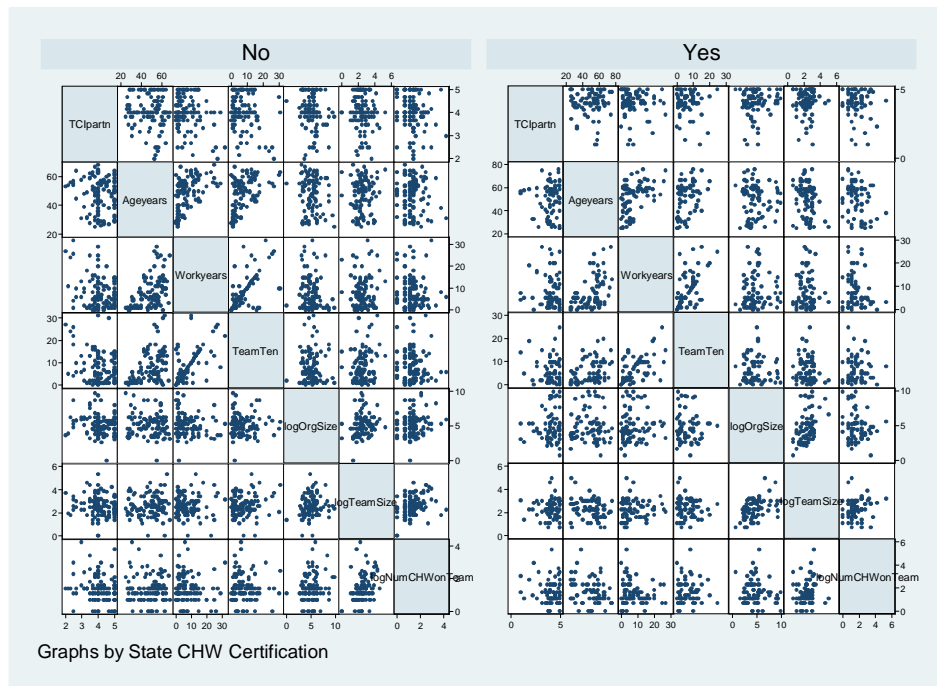 No Yes
20 40 60 0 10 20 30 0 2 4 6 20 40 60 80 0 10 20 30 0 2 4 6
TCIpartn 5 4 3 2 TCIpartn 5 0
60 40 20 Ageyears 80 60 40 20 Ageyears
Workyears 30 20 10 0 Workyears 30 20 10 0
30 20 10 0 TeamTen 30 20 10 0 TeamTen
logOrgSize 10 5 0 logOrgSize 10 5 0
6 4 2 0 logTeamSize 6 4 2 0 logTeamSize
logNumCHWonTeam 4 2 0 logNumCHWonTeam 6 4 2 0
2 3 4 5 0 10 20 30 0 5 10 0 2 4 0 5 0 10 20 30 0 5 10 0 2 4 6
Graphs by State CHW Certification